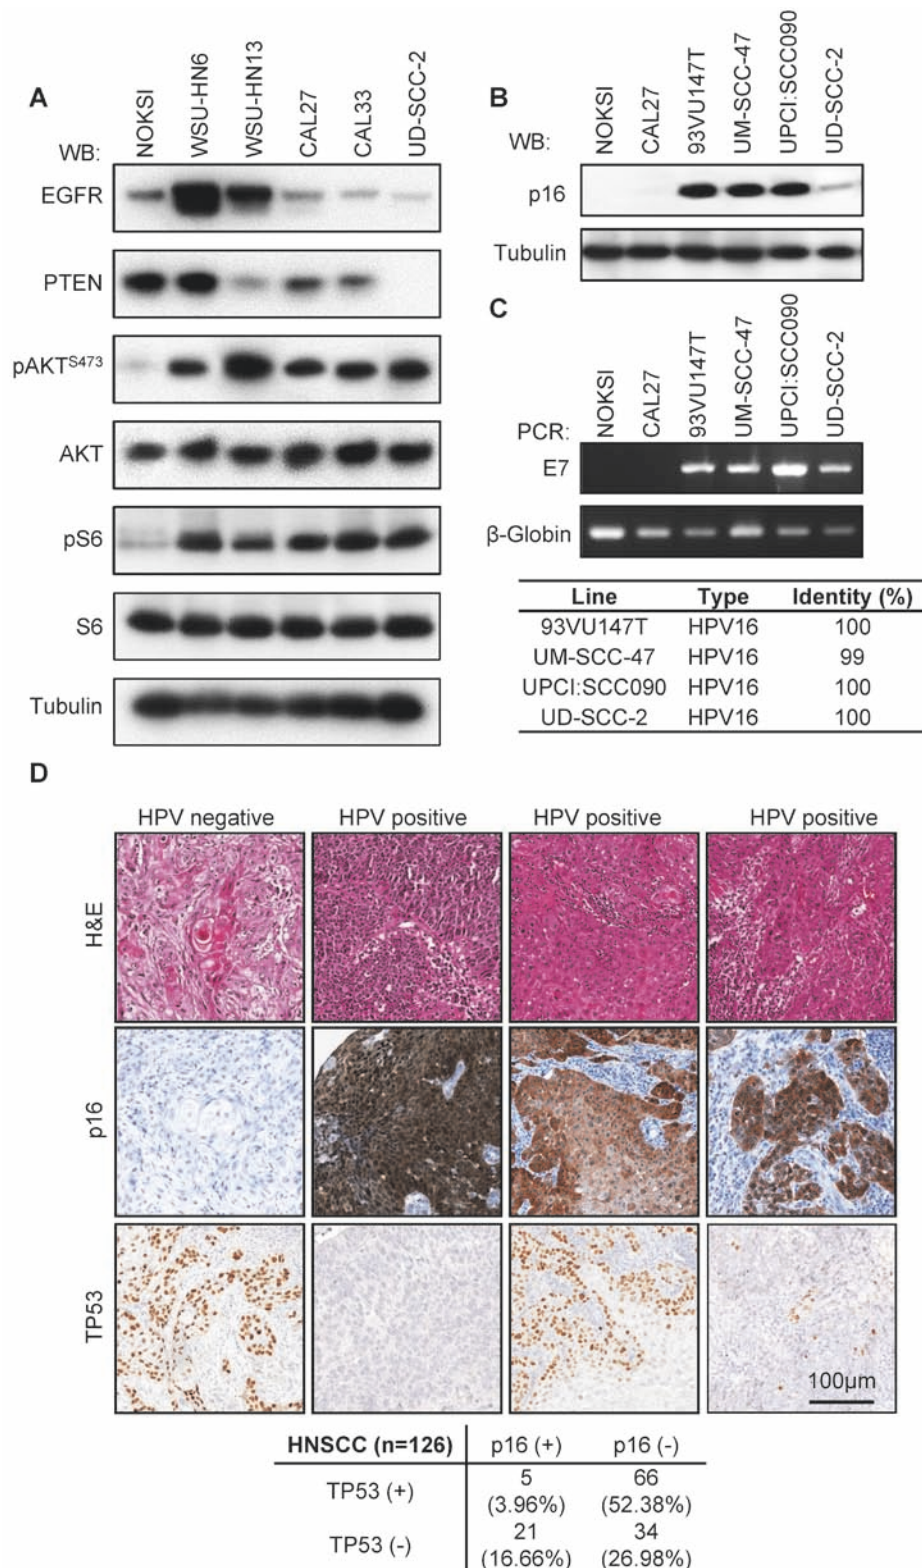 A
WB:
NOKSI
WSU-HN6
WSU-HN13
CAL27
CAL33
UD-SCC-2
EGFR
PTEN
pAKTS473
AKT
pS6
S6
Tubulin
B
WB:
NOKSI
CAL27
93VU147T
UM-SCC-47
UPCI:SCC090
UD-SCC-2
p16
Tubulin
C
PCR:
NOKSI
CAL27
93VU147T
UM-SCC-47
UPCI:SCC090
UD-SCC-2
E7
β-Globin
Line Type Identity (%)
93VU147T HPV16 100
UM-SCC-47 HPV16 99
UPCI:SCC090 HPV16 100
UD-SCC-2 HPV16 100
D
HPV negative HPV positive HPV positive HPV positive
H&E
p16
TP53
100μm
HNSCC (n=126) p16 (+) p16 (-)
TP53 (+) 5 66
(3.96%) (52.38%)
TP53 (-) 21 34
(16.66%) (26.98%)